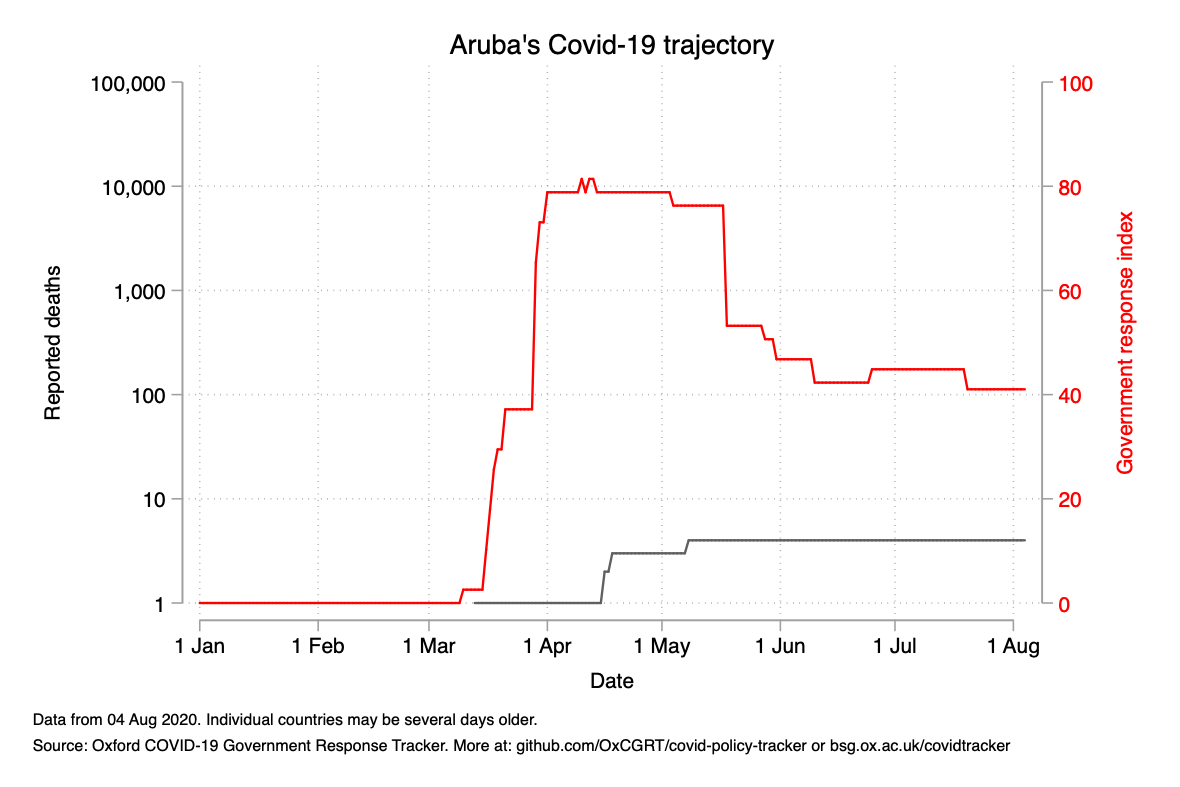 Aruba's Covid-19 trajectory
100,000
10,000
1,000
100
10
1
Reported deaths
100
80
60
40
20
0
Government response index
1 Jan 1 Feb 1 Mar 1 Apr 1 May 1 Jun 1 Jul 1 Aug
Date
Data from 04 Aug 2020. Individual countries may be several days older.
Source: Oxford COVID-19 Government Response Tracker. More at: github.com/OxCGRT/covid-policy-tracker or bsg.ox.ac.uk/covidtracker